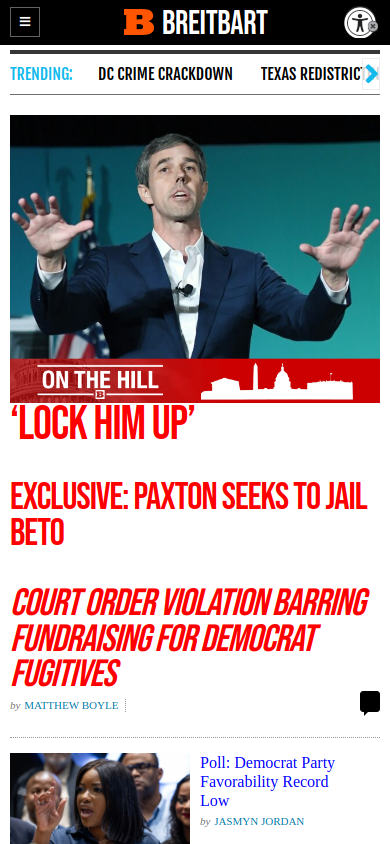 BREITBART
TRENDING:
DC CRIME CRACKDOWN
TEXAS REDISTRICT
ON THE HILL
B
‘LOCK HIM UP’
EXCLUSIVE: PAXTON SEEKS TO JAIL
BETO
COURT ORDER VIOLATION BARRING
FUNDRAISING FOR DEMOCRAT
FUGITIVES
by MATTHEW BOYLE
Poll: Democrat Party
Favorability Record
Low
by JASMYN JORDAN